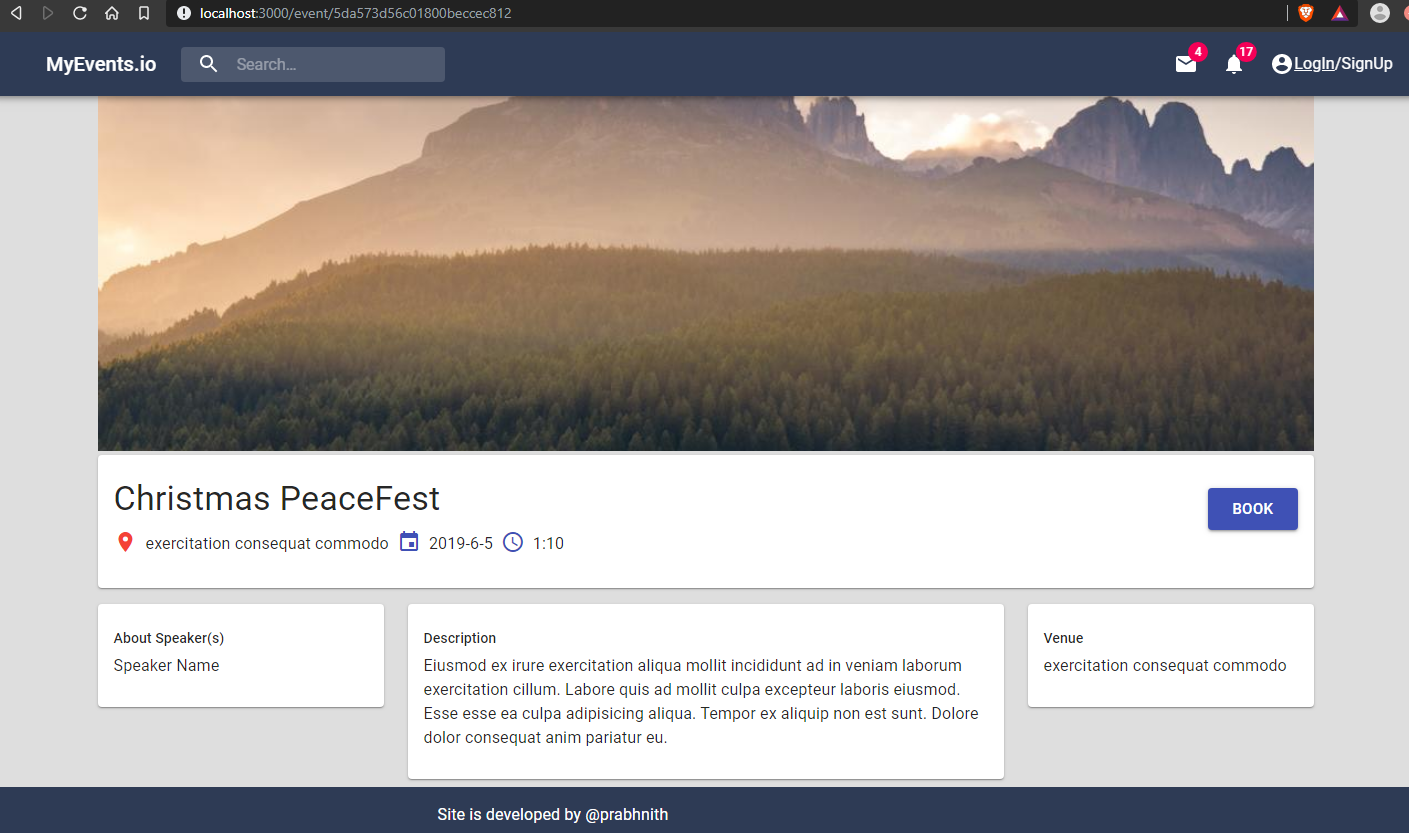 localhost:3000/event/5da573d56c01800beccec812
MyEvents.io
Search...
4
17
LogIn/SignUp
Christmas PeaceFest
BOOK
exercitation consequat commodo 2019-6-5 1:10
About Speaker(s)
Speaker Name
Description
Eiusmod ex irure exercitation aliqua mollit incididunt ad in veniam laborum
exercitation cillum. Labore quis ad mollit culpa excepteur laboris eiusmod.
Esse esse ea culpa adipisicing aliqua. Tempor ex aliquip non est sunt. Dolore
dolor consequat anim pariatur eu.
Venue
exercitation consequat commodo
Site is developed by @prabhnith